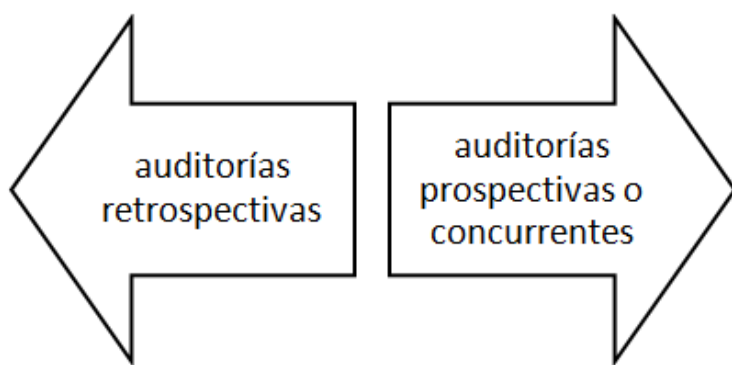 auditorías
retrospectivas
auditorías
prospectivas o
concurrentes